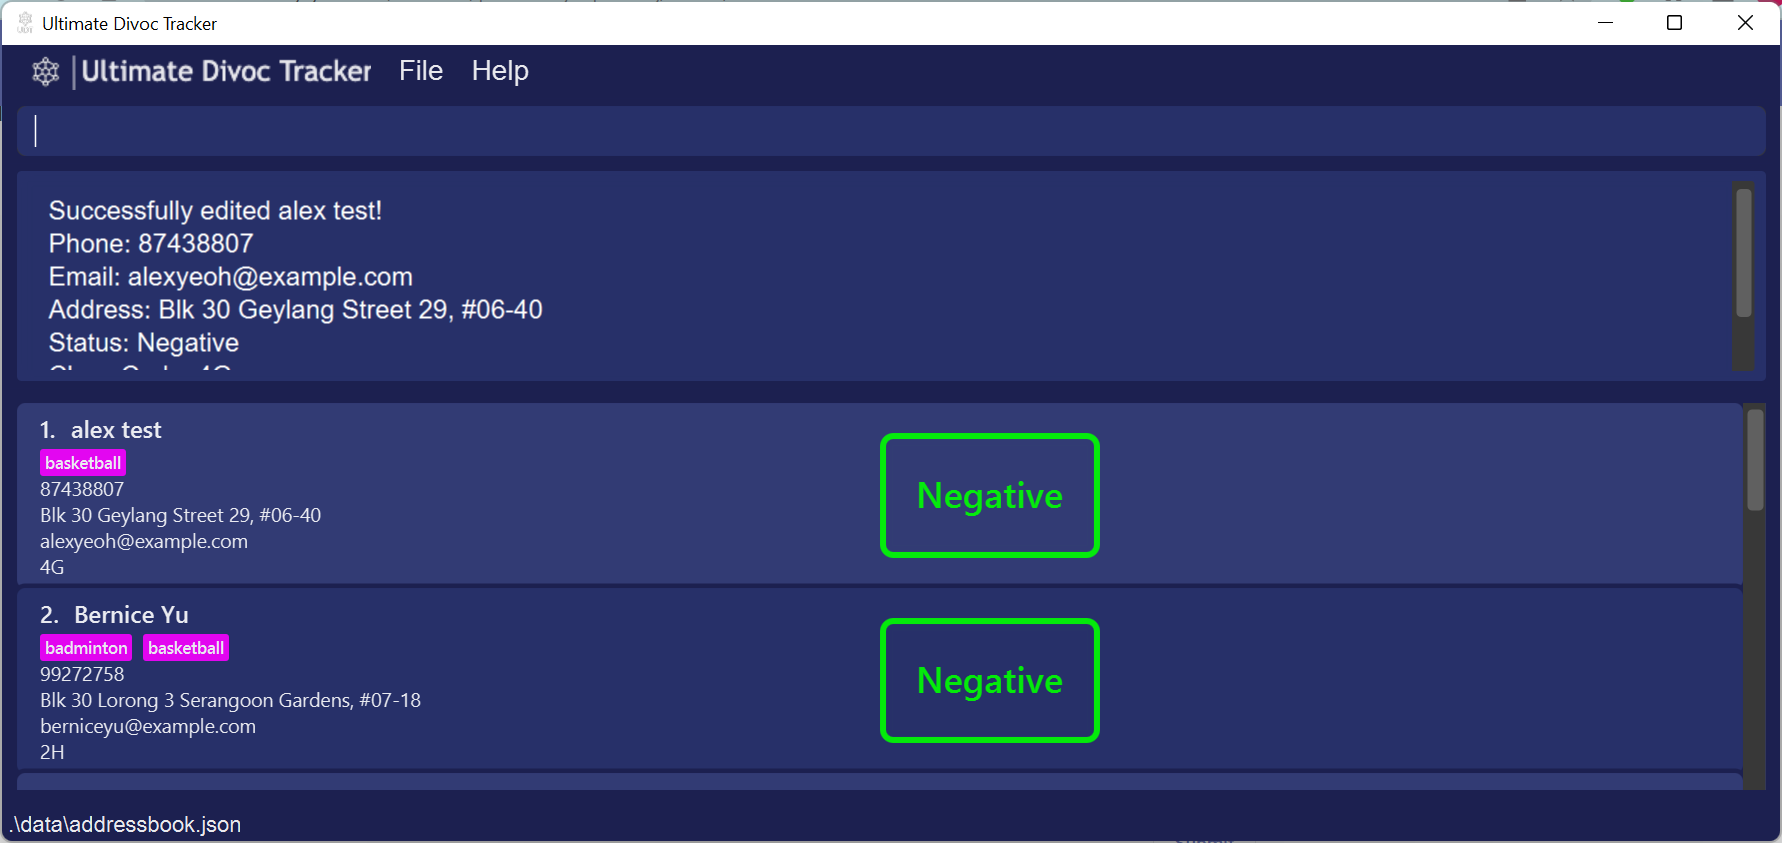 Ultimate Divoc Tracker
Ultimate Divoc Tracker File Help
Successfully edited alex test!
Phone: 87438807
Email: alexyeoh@example.com
Address: Blk 30 Geylang Street 29, #06-40
Status: Negative
1. alex test
basketball
87438807
Blk 30 Geylang Street 29, #06-40
alexyeoh@example.com
4G
Negative
2. Bernice Yu
badminton basketball
99272758
Blk 30 Lorong 3 Serangoon Gardens, #07-18
berniceyu@example.com
2H
Negative
.\data\addressbook.json